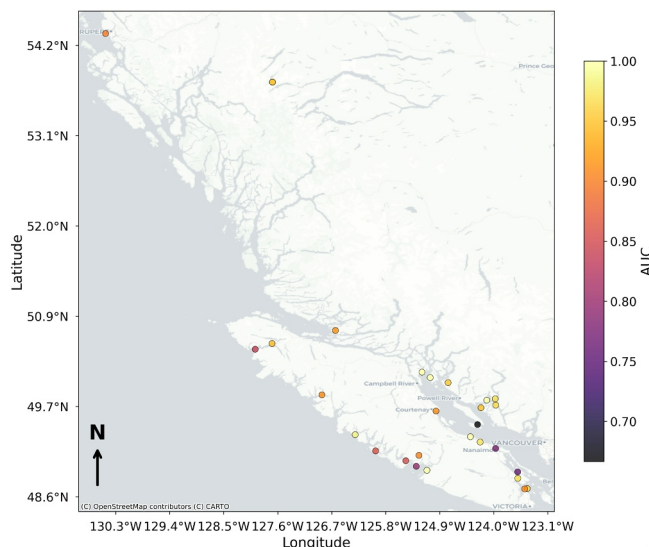 RUPERT
54.2°N
Prince Geo
53.1°N
52.0°N
50.9°N
49.7°N
48.6°N
Latitude
Campbell River
Powell River
Courtenay
VANCOUVER
Nanaimo
VICTORIA
N
(C) OpenStreetMap contributors (C) CARTO
130.3°W 129.4°W 128.5°W 127.6°W 126.7°W 125.8°W 124.9°W 124.0°W 123.1°W
Longitude
1.00
0.95
0.90
0.85
0.80
0.75
0.70
AUC